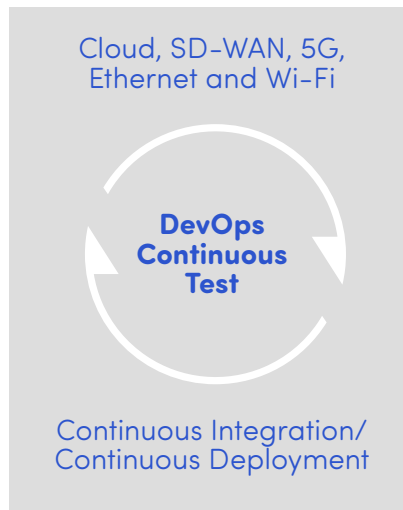 Cloud, SD-WAN, 5G,
Ethernet and Wi-Fi
DevOps
Continuous
Test
Continuous Integration/
Continuous Deployment